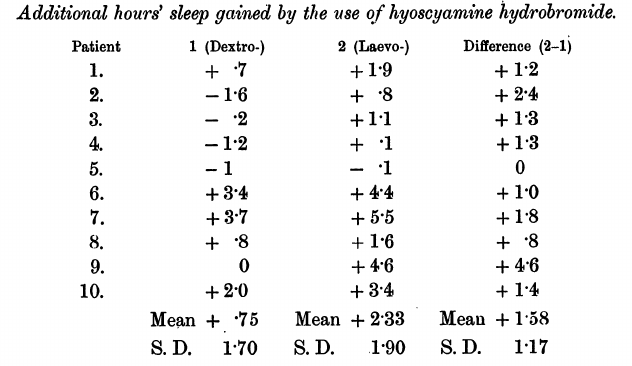 Additional hours' sleep gained by the use of hyoscyamine hydrobromide.
Patient 1 (Dextro-) 2 (Laevo-) Difference (2–1)
1. + ·7 +1·9 +1·2
2. −1·6 + ·8 +2·4
3. − ·2 +1·1 +1·3
4. −1·2 + ·1 +1·3
5. −1 − ·1 0
6. +3·4 +4·4 +1·0
7. +3·7 +5·5 +1·8
8. + ·8 +1·6 + ·8
9. 0 +4·6 +4·6
10. +2·0 +3·4 +1·4
Mean + ·75 Mean +2·33 Mean +1·58
S. D. 1·70 S. D. 1·90 S. D. 1·17